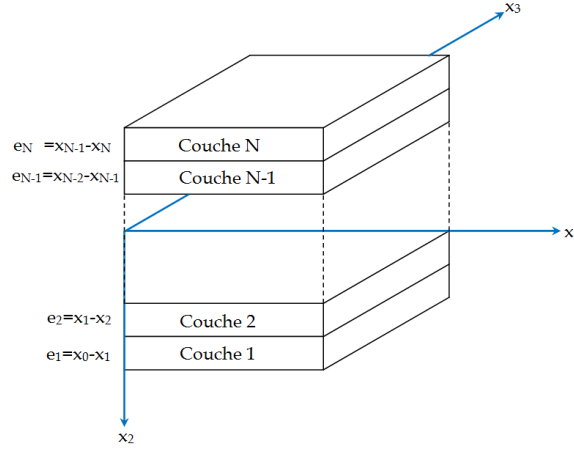 x₃
eN =xN-1-xN Couche N
eN-1=xN-2-xN-1 Couche N-1
x
e₂=x₁-x₂ Couche 2
e₁=x₀-x₁ Couche 1
x₂